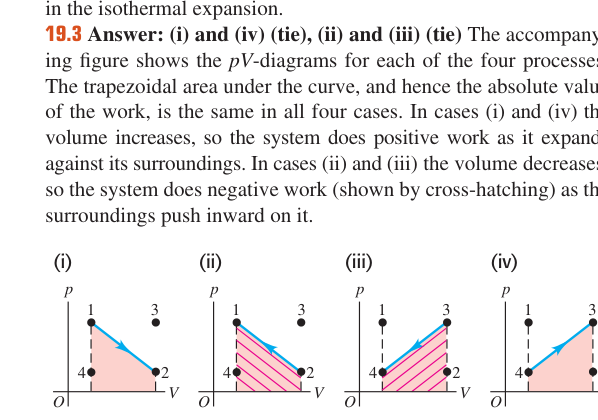 in the isothermal expansion.
19.3 Answer: (i) and (iv) (tie), (ii) and (iii) (tie) The accompany
ing figure shows the pV-diagrams for each of the four processes
The trapezoidal area under the curve, and hence the absolute valu
of the work, is the same in all four cases. In cases (i) and (iv) th
volume increases, so the system does positive work as it expand
against its surroundings. In cases (ii) and (iii) the volume decreases
so the system does negative work (shown by cross-hatching) as th
surroundings push inward on it.
(i) (ii) (iii) (iv)
p p p p
1 3 1 3 1 3 1 3
4 2 4 2 4 2 4
O V O V O V O